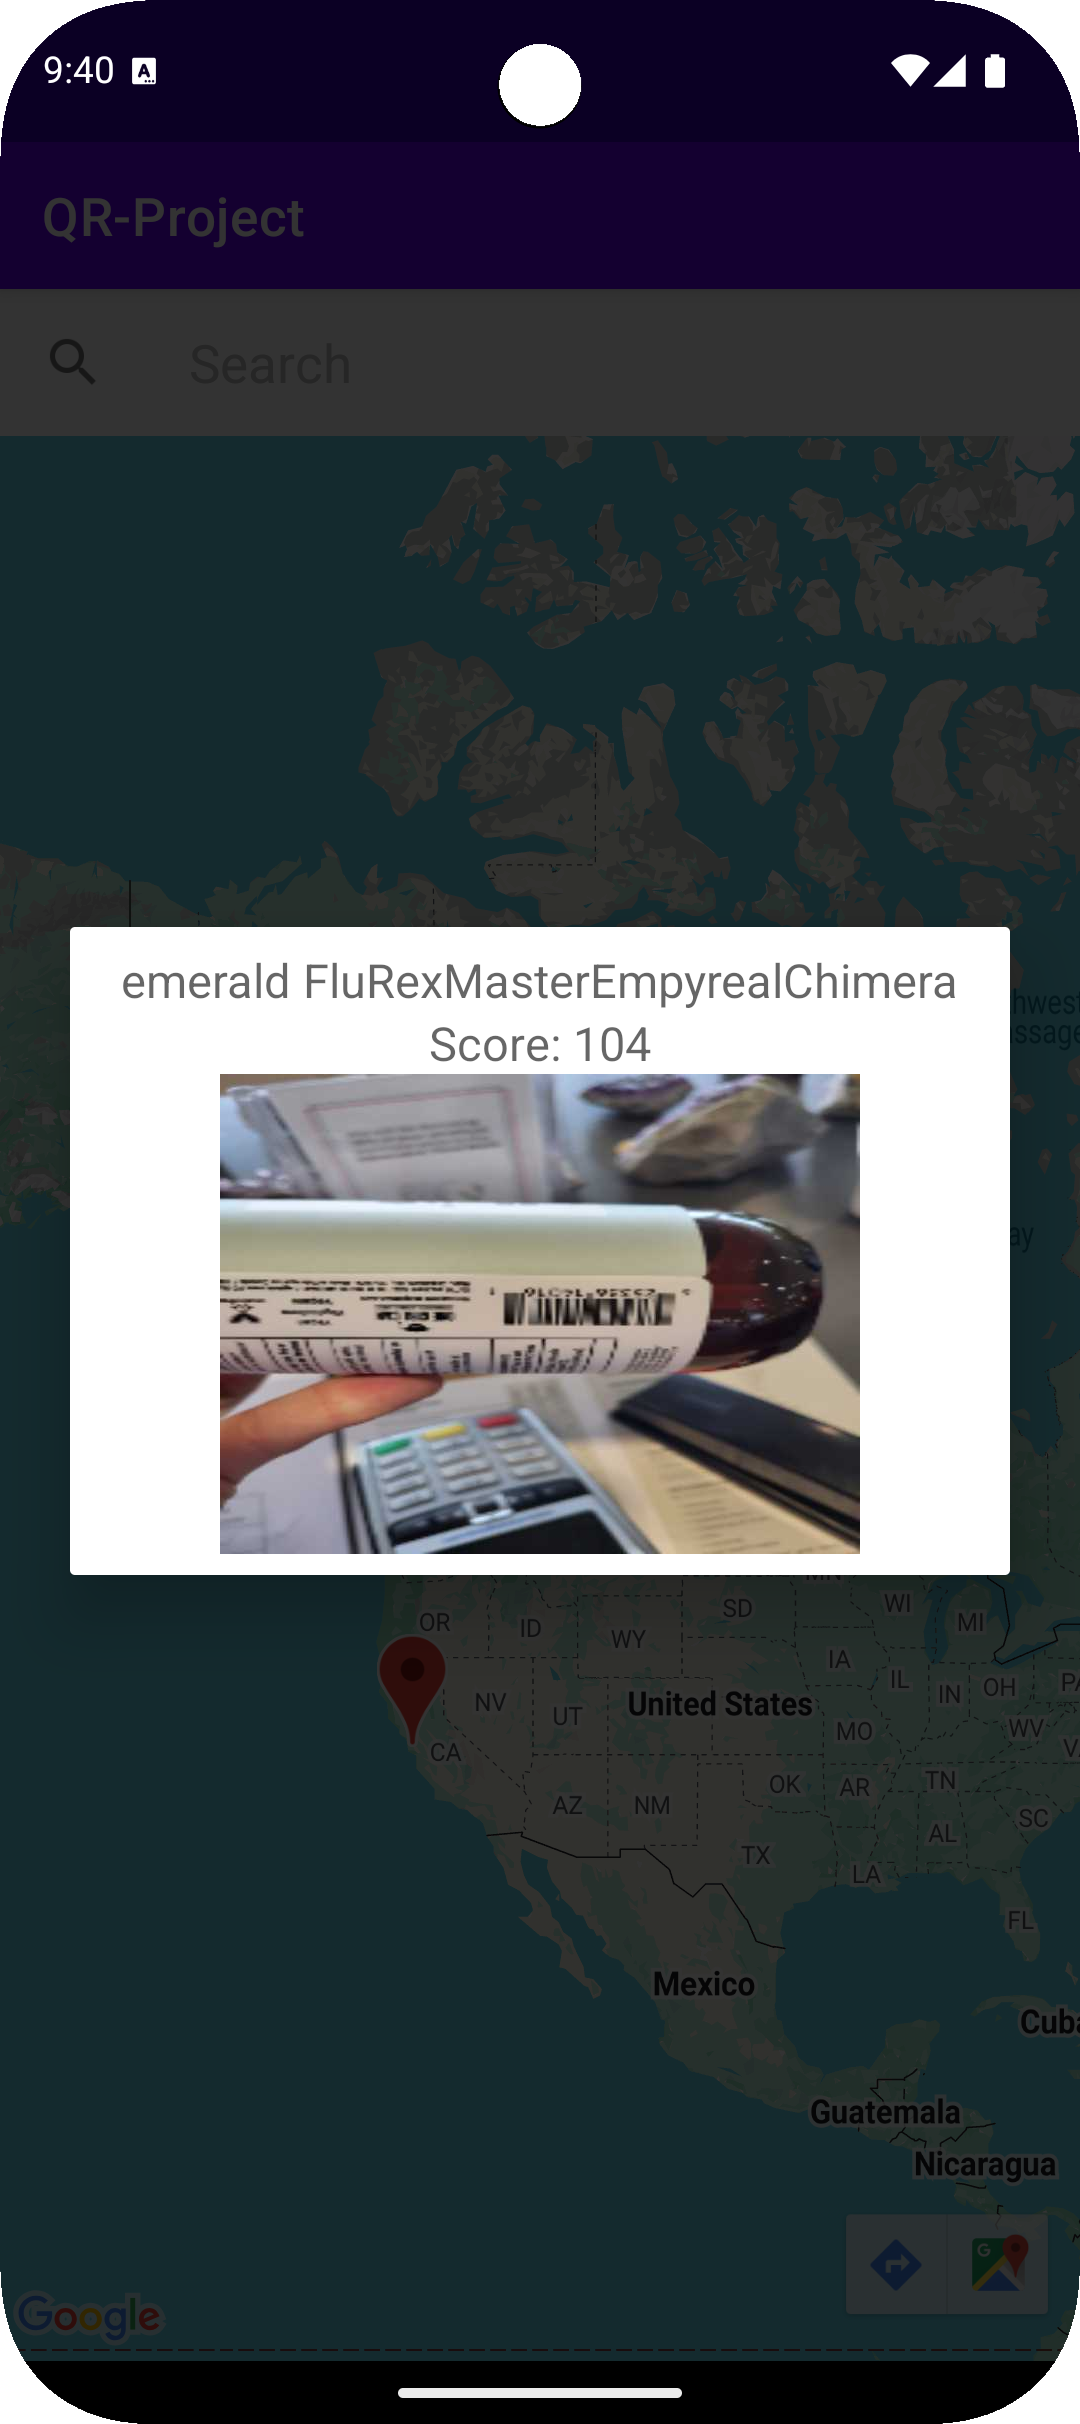 9:40
QR-Project
Search
emerald FluRexMasterEmpyrealChimera
Score: 104
OR
ID
WY
SD
WI
MI
IA
IL
IN
OH
NV
UT
United States
MO
WV
CA
AZ
NM
OK
AR
TN
SC
AL
TX
LA
FL
Mexico
Guatemala
Nicaragua
Google